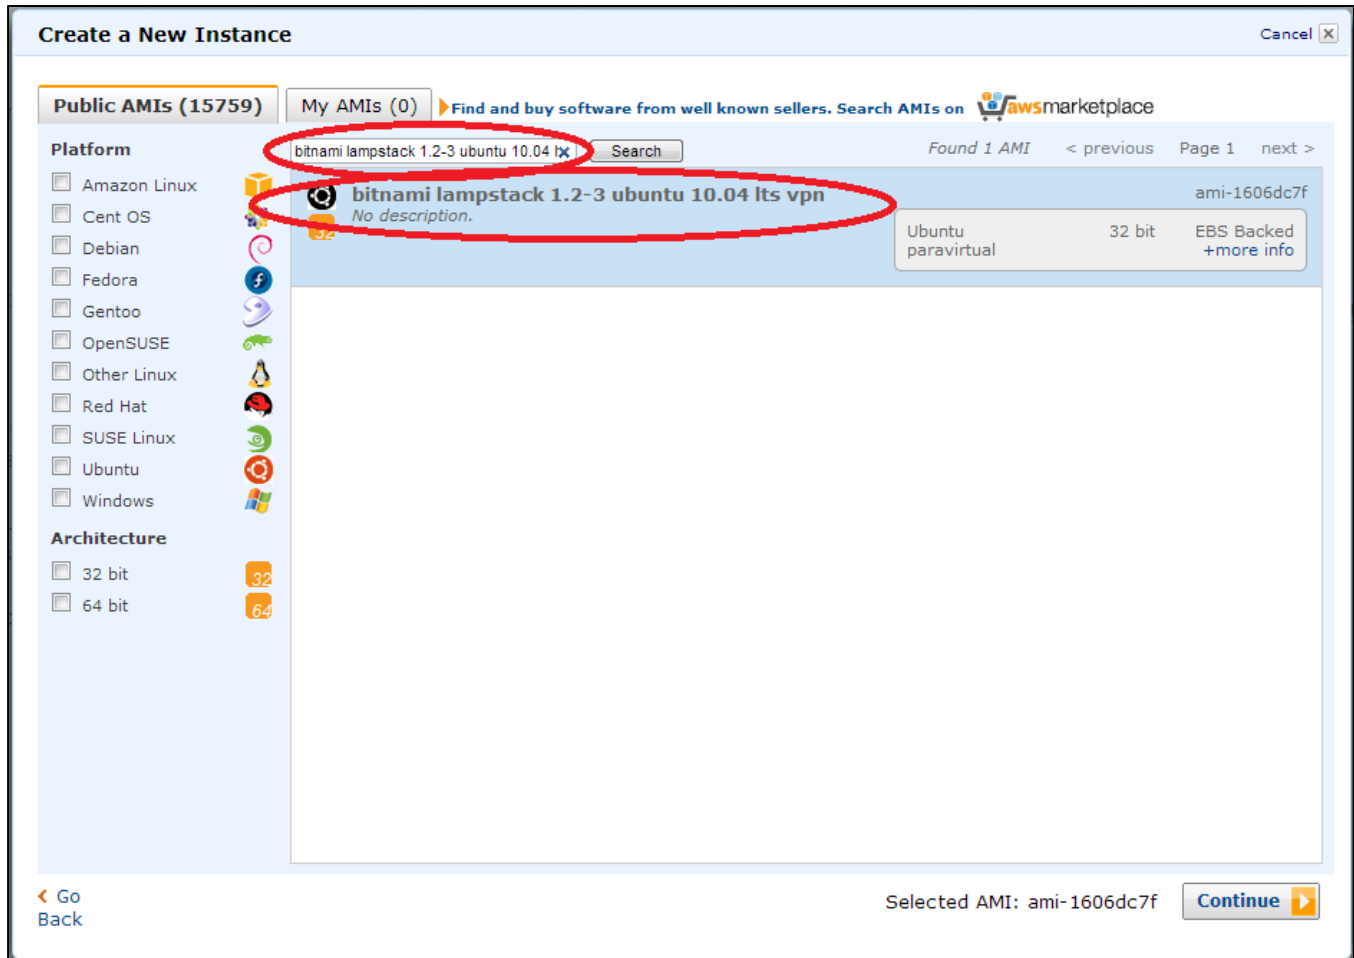 Create a New Instance
Cancel
Public AMIs (15759)
My AMIs (0)
Find and buy software from well known sellers. Search AMIs on
awsmarketplace
Platform
bitnami lampstack 1.2-3 ubuntu 10.04
Search
Found 1 AMI
< previous
Page 1
next >
Amazon Linux
Cent OS
Debian
Fedora
Gentoo
OpenSUSE
Other Linux
Red Hat
SUSE Linux
Ubuntu
Windows
Architecture
32 bit
32
64 bit
64
bitnami lampstack 1.2-3 ubuntu 10.04 lts vpn
ami-1606dc7f
No description.
32
Ubuntu
32 bit
EBS Backed
paravirtual
+more info
Go
Back
Selected AMI: ami-1606dc7f
Continue